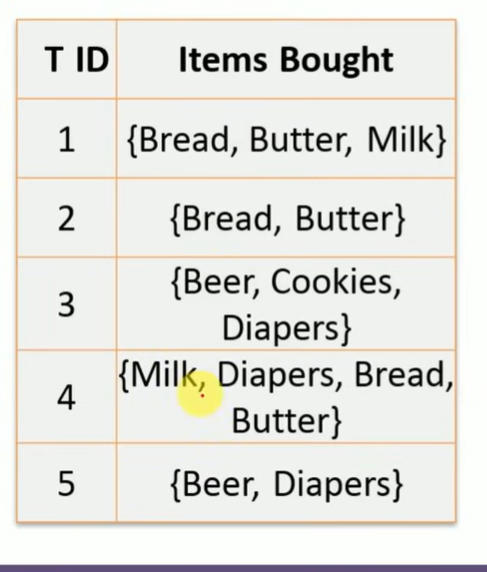 T ID Items Bought
1 {Bread, Butter, Milk}
2 {Bread, Butter}
3 {Beer, Cookies,
Diapers}
4 {Milk, Diapers, Bread,
Butter}
5 {Beer, Diapers}